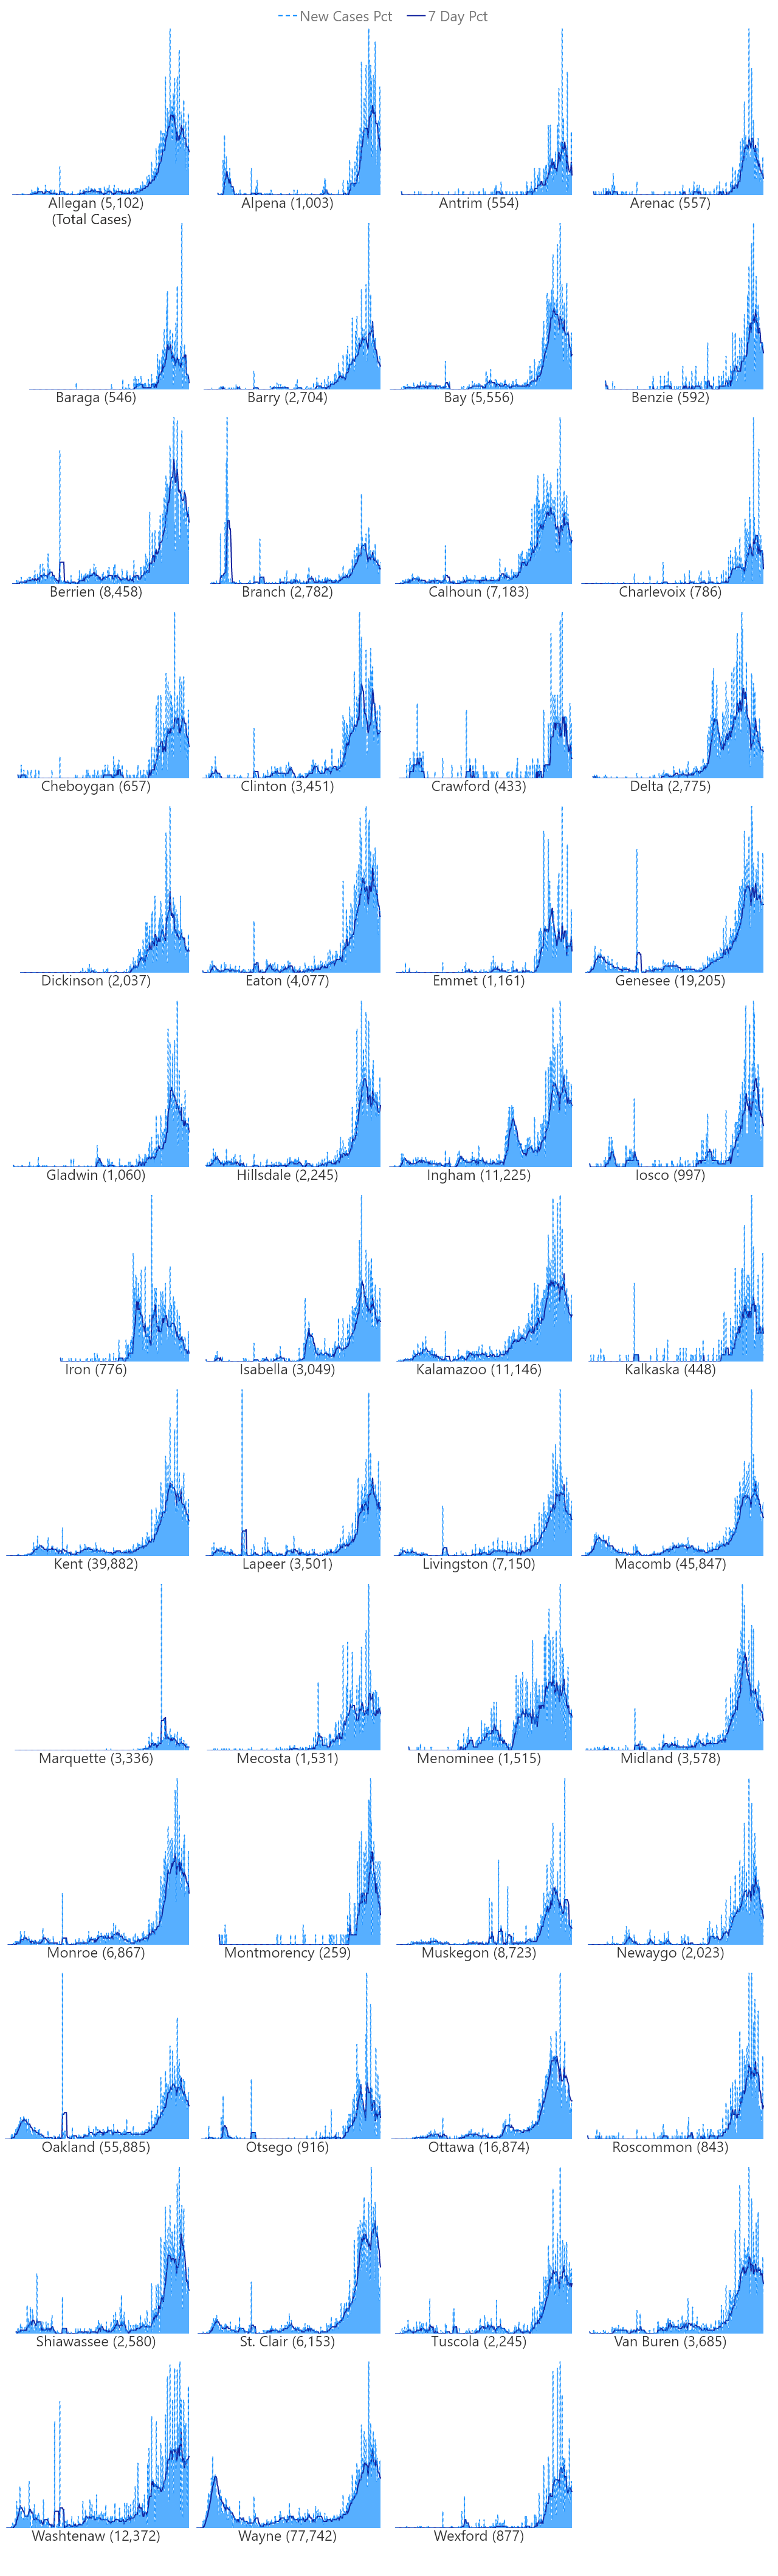 New Cases Pct 7 Day Pct
Allegan (5,102) Alpena (1,003) Antrim (554) Arenac (557)
(Total Cases)
Baraga (546) Barry (2,704) Bay (5,556) Benzie (592)
Berrien (8,458) Branch (2,782) Calhoun (7,183) Charlevoix (786)
Cheboygan (657) Clinton (3,451) Crawford (433) Delta (2,775)
Dickinson (2,037) Eaton (4,077) Emmet (1,161) Genesee (19,205)
Gladwin (1,060) Hillsdale (2,245) Ingham (11,225) Iosco (997)
Iron (776) Isabella (3,049) Kalamazoo (11,146) Kalkaska (448)
Kent (39,882) Lapeer (3,501) Livingston (7,150) Macomb (45,847)
Marquette (3,336) Mecosta (1,531) Menominee (1,515) Midland (3,578)
Monroe (6,867) Montmorency (259) Muskegon (8,723) Newaygo (2,023)
Oakland (55,885) Otsego (916) Ottawa (16,874) Roscommon (843)
Shiawassee (2,580) St. Clair (6,153) Tuscola (2,245) Van Buren (3,685)
Washtenaw (12,372) Wayne (77,742) Wexford (877)